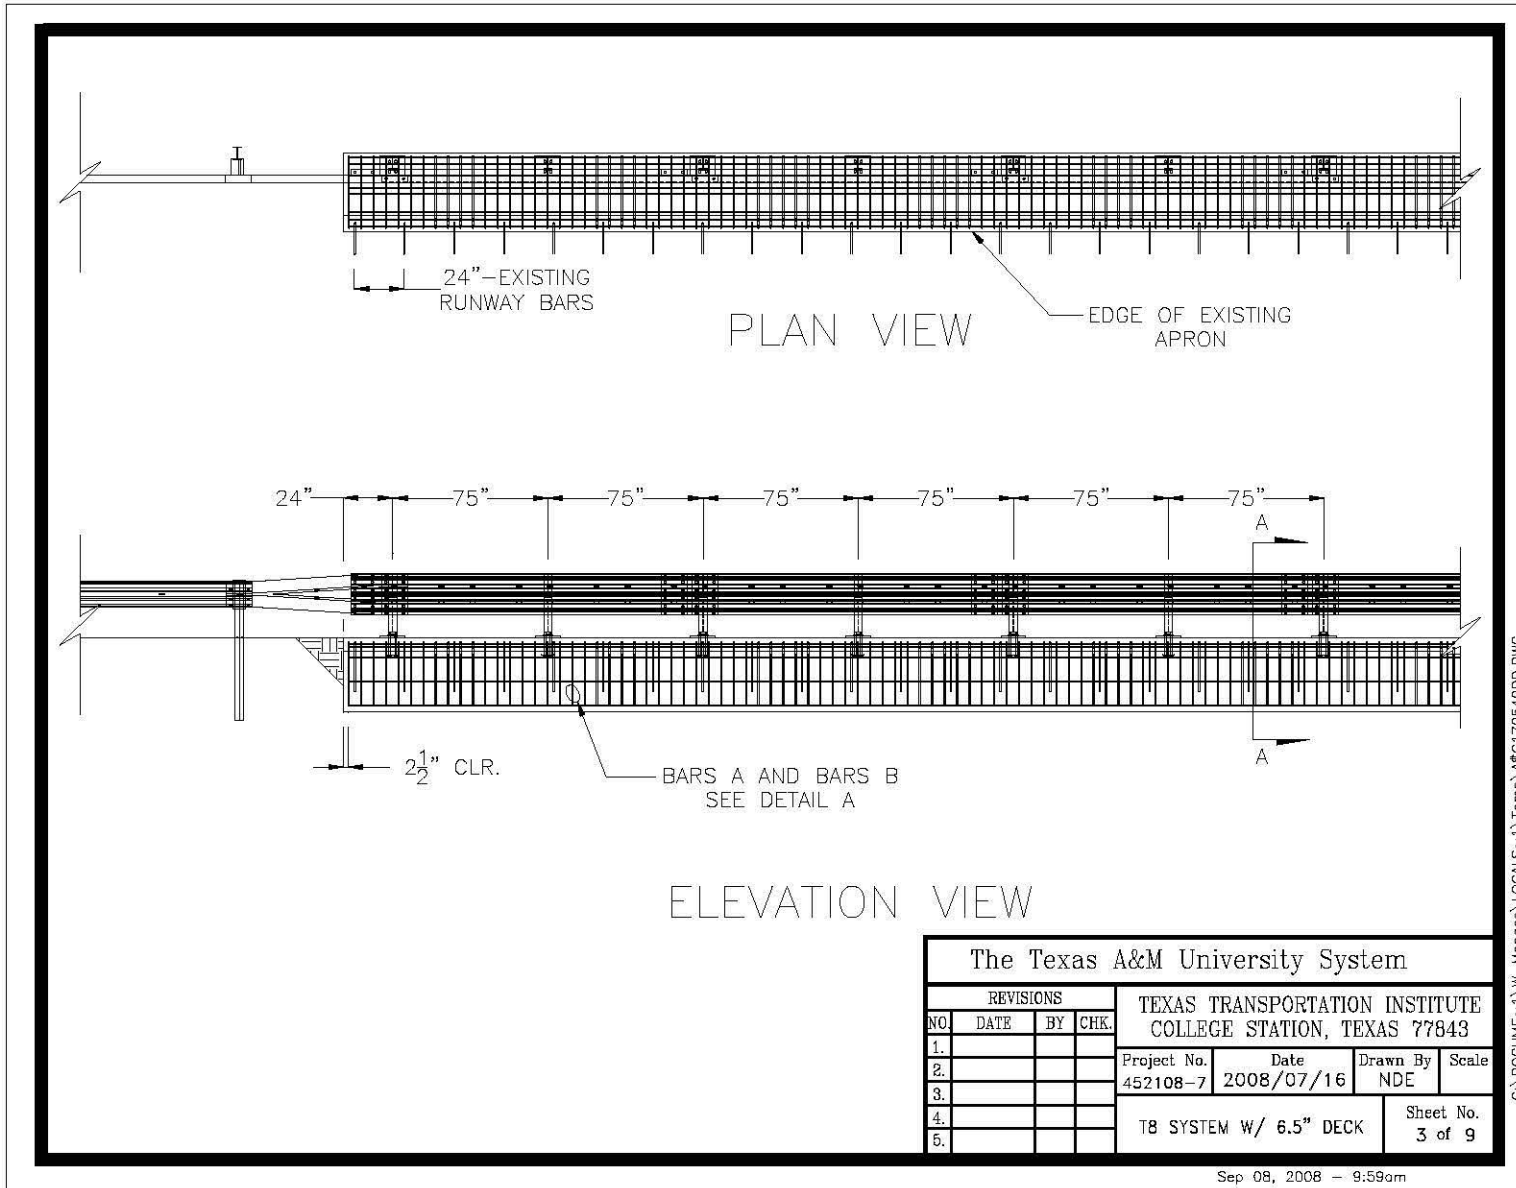 24"-EXISTING
RUNWAY BARS
PLAN VIEW
EDGE OF EXISTING
APRON
24"
75"
75"
75"
75"
75"
75"
A
A
2 1/2" CLR.
BARS A AND BARS B
SEE DETAIL A
ELEVATION VIEW
The Texas A&M University System
REVISIONS
NO. DATE BY CHK.
1.
2.
3.
4.
5.
TEXAS TRANSPORTATION INSTITUTE
COLLEGE STATION, TEXAS 77843
Project No. Date Drawn By Scale
452108-7 2008/07/16 NDE
T8 SYSTEM W/ 6.5" DECK
Sheet No.
3 of 9
Sep 08, 2008 - 9:59am